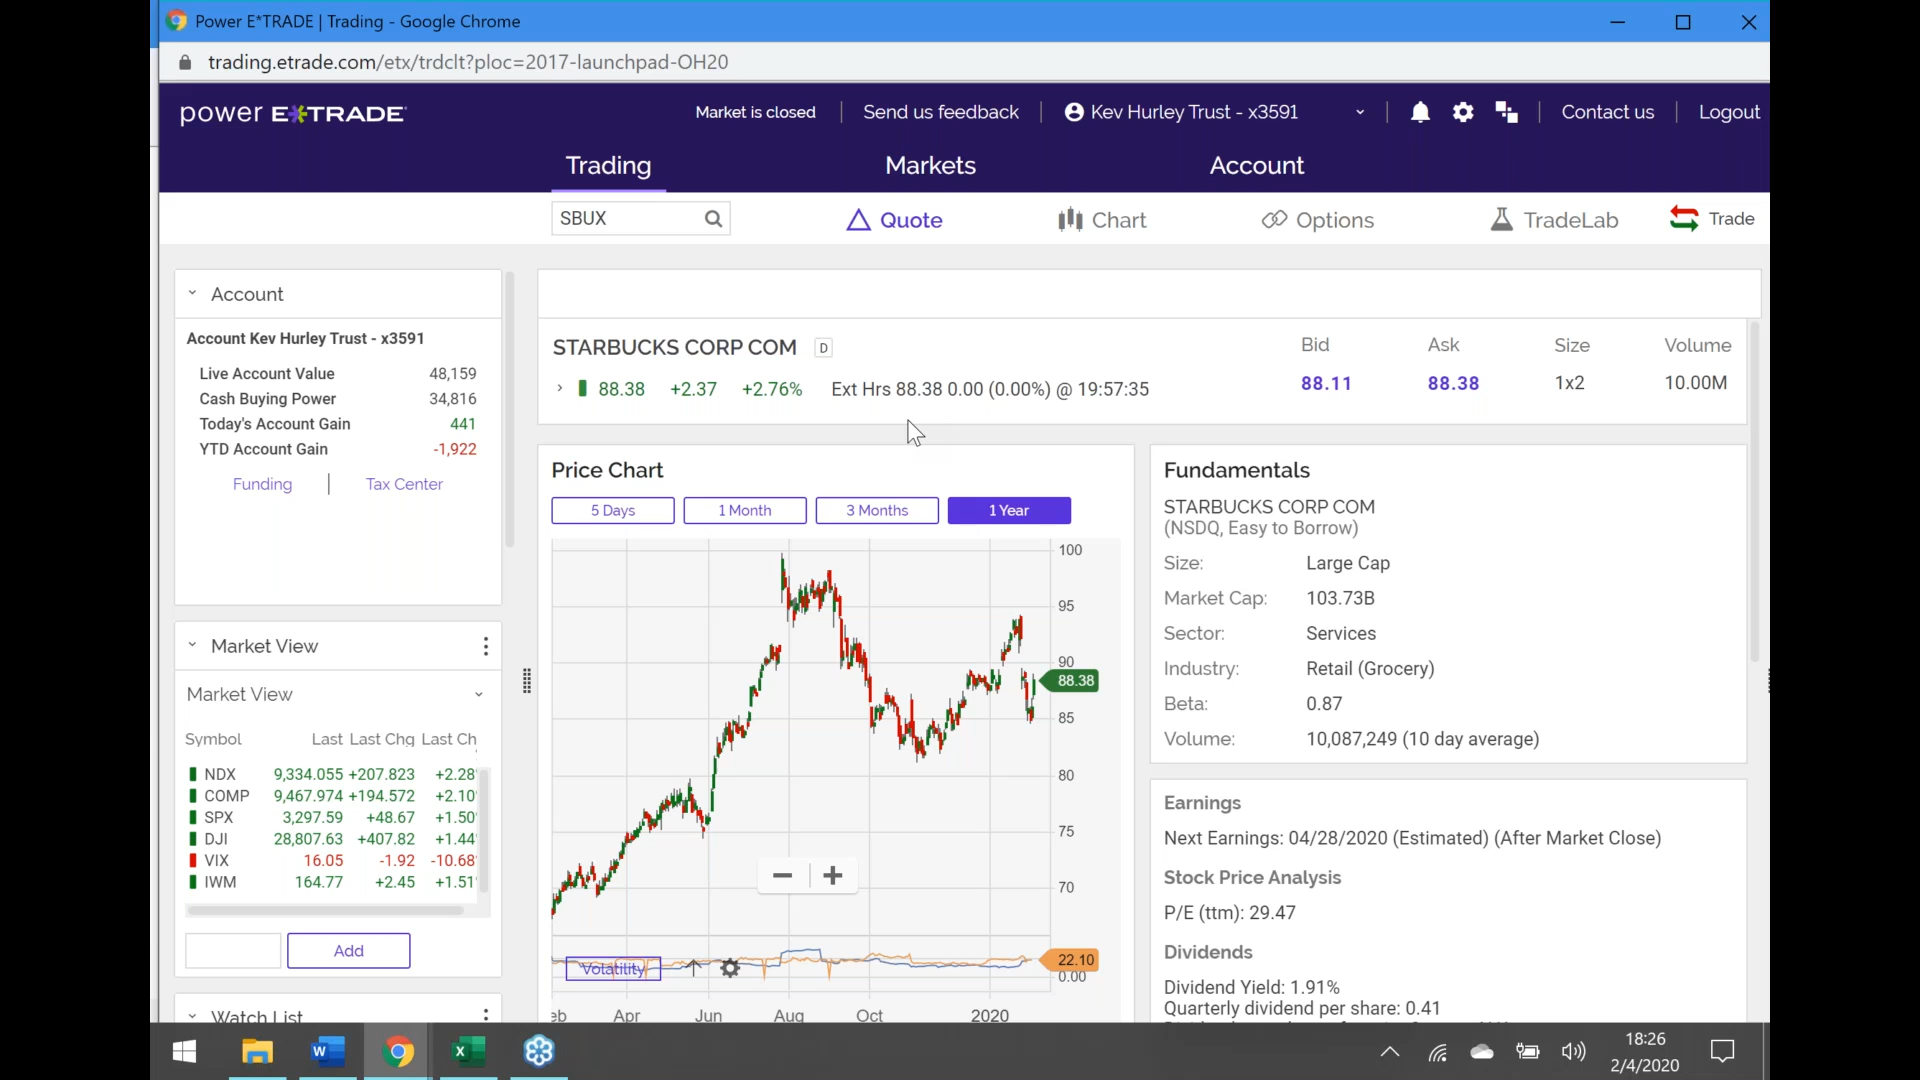 Power E*TRADE | Trading - Google Chrome
trading.etrade.com/etx/trdclt?ploc=2017-launchpad-OH20
power E*TRADE
Market is closed
Send us feedback
Kev Hurley Trust - x3591
Contact us
Logout
Trading
Markets
Account
SBUX
Quote
Chart
Options
TradeLab
Trade
Account
Account Kev Hurley Trust - x3591
Live Account Value 48,159
Cash Buying Power 34,816
Today's Account Gain 441
YTD Account Gain -1,922
Funding | Tax Center
Market View
Market View
Symbol Last Last Chg Last Ch
NDX 9,334.055 +207.823 +2.28
COMP 9,467.974 +194.572 +2.10
SPX 3,297.59 +48.67 +1.50
DJI 28,807.63 +407.82 +1.44
VIX 16.05 -1.92 -10.68
IWM 164.77 +2.45 +1.51
Add
Watch List
STARBUCKS CORP COM D
88.38 +2.37 +2.76% Ext Hrs 88.38 0.00 (0.00%) @ 19:57:35
Bid Ask Size Volume
88.11 88.38 1x2 10.00M
Price Chart
5 Days
1 Month
3 Months
1 Year
100
95
90
88.38
85
80
75
70
Volatility
22.10
0.00
eb Apr Jun Aug Oct 2020
Fundamentals
STARBUCKS CORP COM
(NSDQ, Easy to Borrow)
Size: Large Cap
Market Cap: 103.73B
Sector: Services
Industry: Retail (Grocery)
Beta: 0.87
Volume: 10,087,249 (10 day average)
Earnings
Next Earnings: 04/28/2020 (Estimated) (After Market Close)
Stock Price Analysis
P/E (ttm): 29.47
Dividends
Dividend Yield: 1.91%
Quarterly dividend per share: 0.41
18:26
2/4/2020